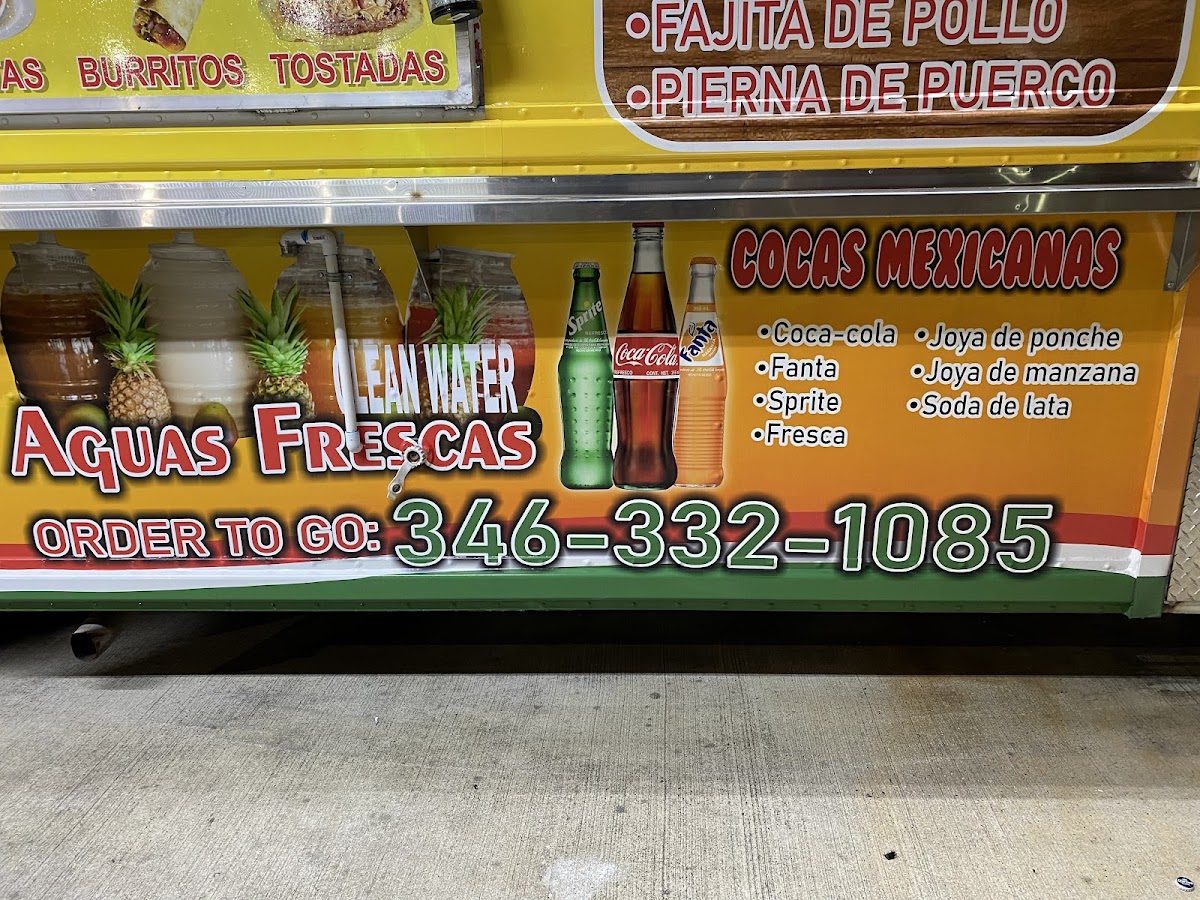 BURRITOS TOSTADAS
•FAJITA DE POLLO
•PIERNA DE PUERCO
CLEAN WATER
AGUAS FRESCAS
Sprite
Coca-Cola
Fanta
COCAS MEXICANAS
•Coca-cola
•Fanta
•Sprite
•Fresca
•Joya de ponche
•Joya de manzana
•Soda de lata
ORDER TO GO: 346-332-1085